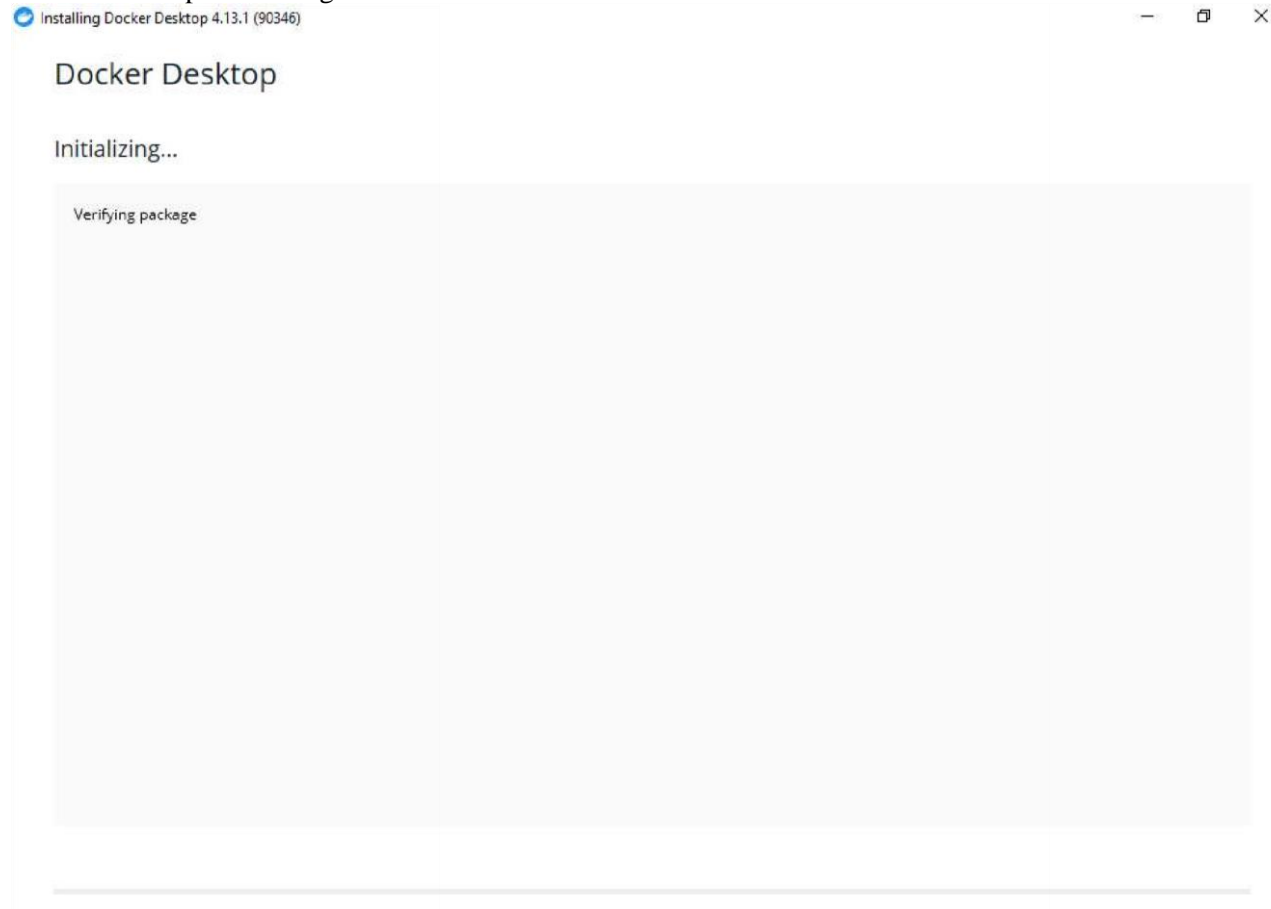 Installing Docker Desktop 4.13.1 (90346)
Docker Desktop
Initializing...
Verifying package